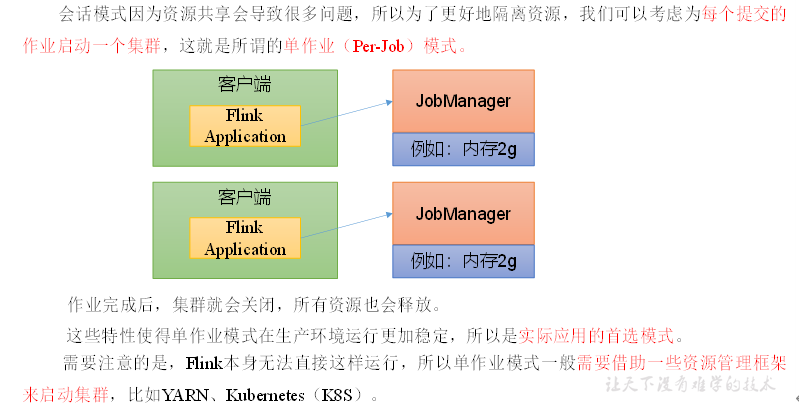 会话模式因为资源共享会导致很多问题，所以为了更好地隔离资源，我们可以考虑为每个提交的
作业启动一个集群，这就是所谓的单作业（Per-Job）模式。
客户端
Flink
Application
JobManager
例如：内存2g
客户端
Flink
Application
JobManager
例如：内存2g
作业完成后，集群就会关闭，所有资源也会释放。
这些特性使得单作业模式在生产环境运行更加稳定，所以是实际应用的首选模式。
需要注意的是，Flink本身无法直接这样运行，所以单作业模式一般需要借助一些资源管理框架
来启动集群，比如YARN、Kubernetes（K8S）。
让天下没有难学的技术